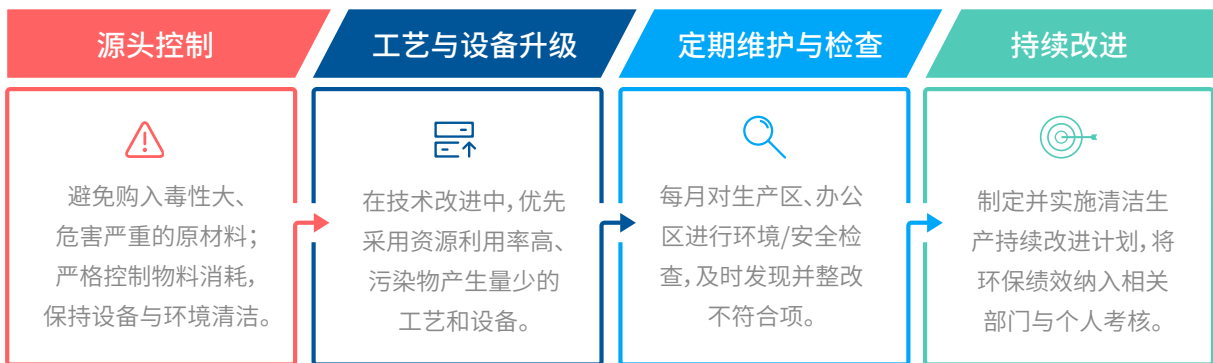 源头控制
避免购入毒性大、
危害严重的原材料；
严格控制物料消耗，
保持设备与环境清洁。
工艺与设备升级
在技术改进中，优先
采用资源利用率高、
污染物产生量少的
工艺和设备。
定期维护与检查
每月对生产区、办公
区进行环境/安全检
查，及时发现并整改
不符合项。
持续改进
制定并实施清洁生
产持续改进计划，将
环保绩效纳入相关
部门与个人考核。